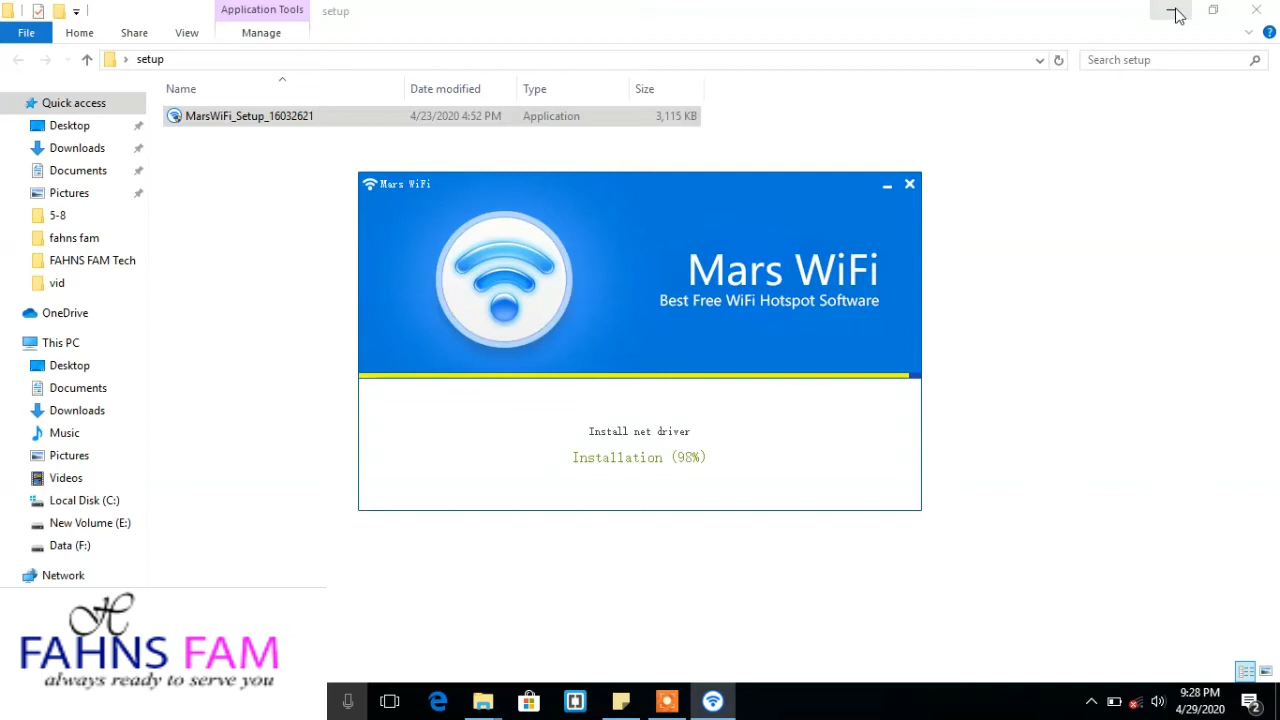 Application Tools
setup
File
Home
Share
View
Manage
setup
Search setup
Name
Date modified
Type
Size
Quick access
MarsWiFi_Setup_16032621
4/23/2020 4:52 PM
Application
3,115 KB
Desktop
Downloads
Documents
Pictures
5-8
fahns fam
FAHNS FAM Tech
vid
OneDrive
This PC
Desktop
Documents
Downloads
Music
Pictures
Videos
Local Disk (C:)
New Volume (E:)
Data (F:)
Network
Mars WiFi
Mars WiFi
Best Free WiFi Hotspot Software
Install net driver
Installation (98%)
H
FAHNS FAM
always ready to serve you
9:28 PM
4/29/2020
2